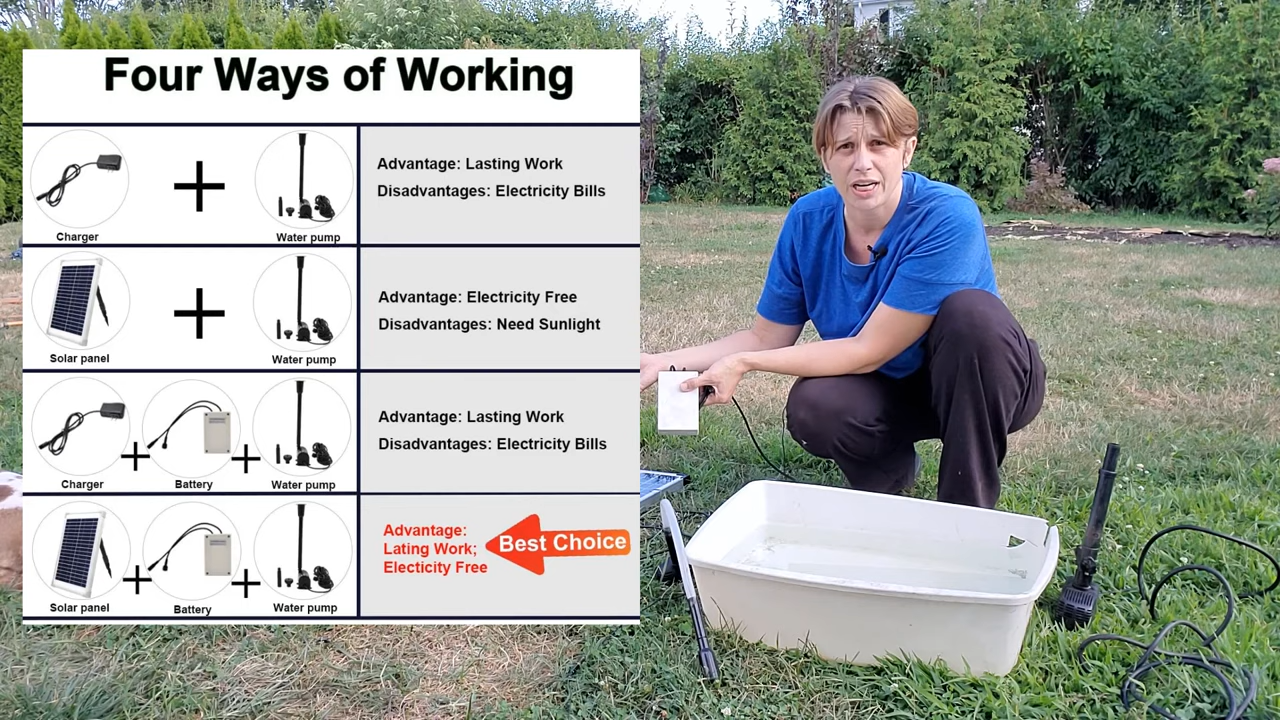 Four Ways of Working
Charger
Water pump
Advantage: Lasting Work
Disadvantages: Electricity Bills
Solar panel
Water pump
Advantage: Electricity Free
Disadvantages: Need Sunlight
Charger
Battery
Water pump
Advantage: Lasting Work
Disadvantages: Electricity Bills
Solar panel
Battery
Water pump
Advantage:
Lating Work;
Electicity Free
Best Choice